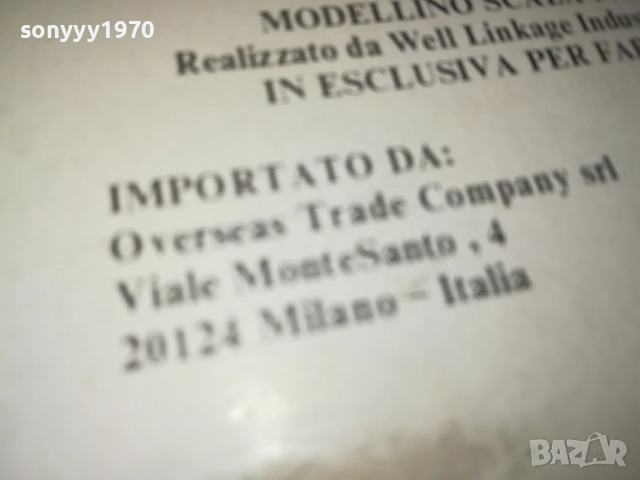 sonyyy1970
MODELLINO
Realizzato da Well Linkage Indus
IN ESCLUSIVA PER
IMPORTATO DA:
Overseas Trade Company srl
Viale MonteSanto , 4
20124 Milano - Italia
BAZAR